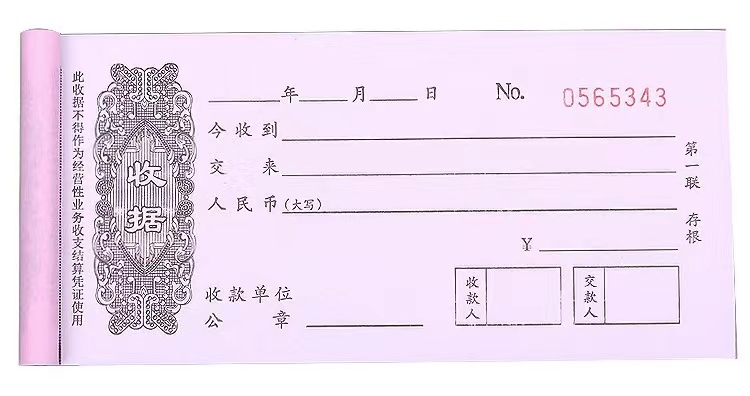 此收据不得作为经营性业务收支结算凭证使用
收据
年 月 日 No. 0565343
今收到
交 来
人民币(大写)
¥
收款单位
公 章
收款人
交款人
第一联 存根